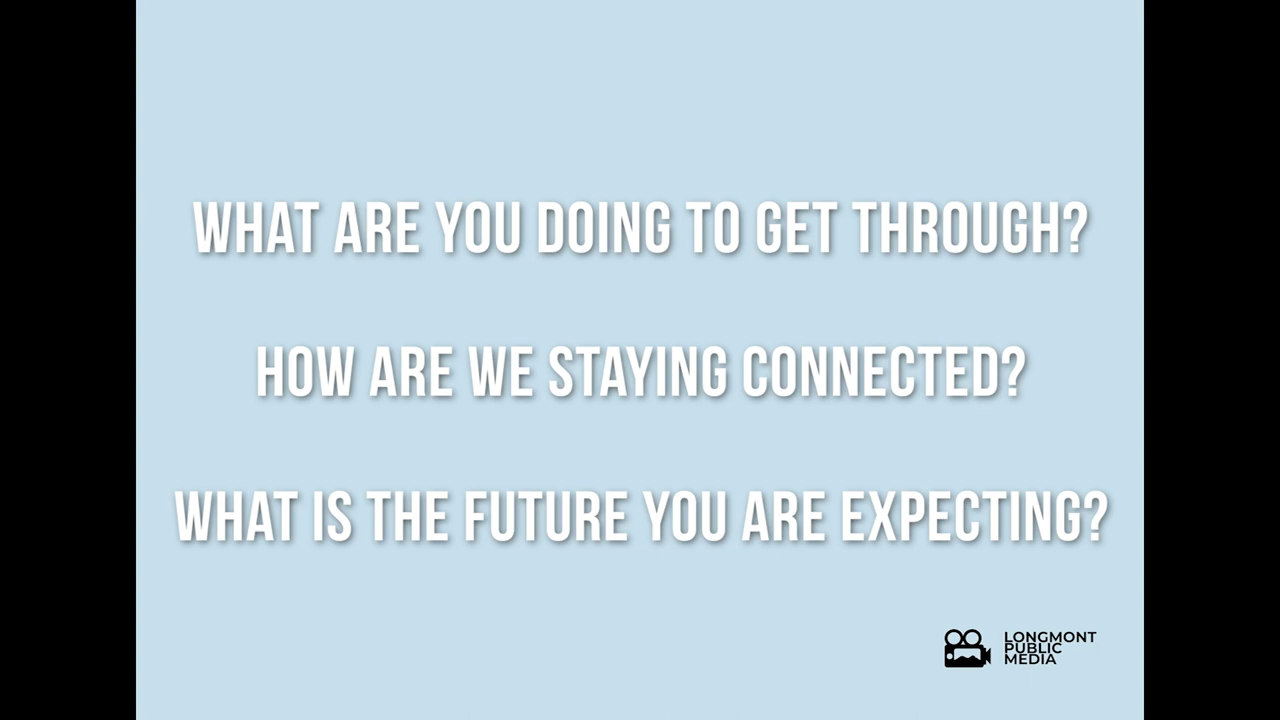 WHAT ARE YOU DOING TO GET THROUGH?
HOW ARE WE STAYING CONNECTED?
WHAT IS THE FUTURE YOU ARE EXPECTING?
LONGMONT
PUBLIC
MEDIA